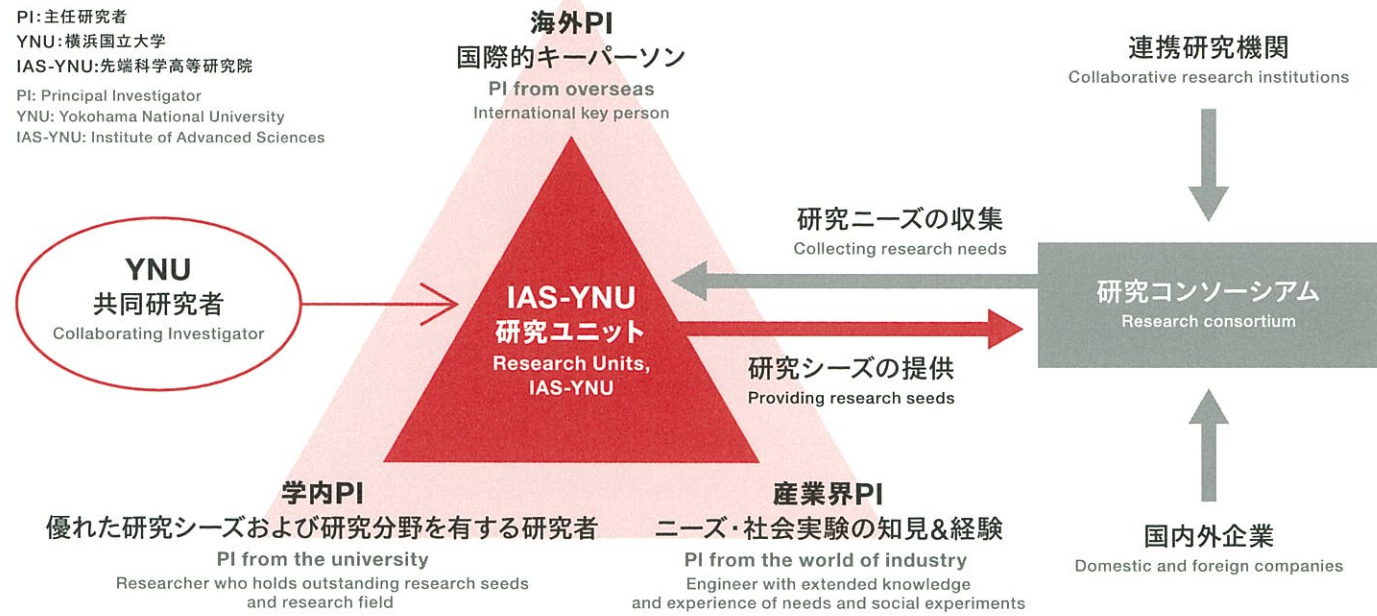 PI:主任研究者
YNU:横浜国立大学
IAS-YNU:先端科学高等研究院
PI: Principal Investigator
YNU: Yokohama National University
IAS-YNU: Institute of Advanced Sciences
海外PI
国際的キーパーソン
PI from overseas
International key person
連携研究機関
Collaborative research institutions
YNU
共同研究者
Collaborating Investigator
IAS-YNU
研究ユニット
Research Units,
IAS-YNU
研究ニーズの収集
Collecting research needs
研究シーズの提供
Providing research seeds
研究コンソーシアム
Research consortium
学内PI
優れた研究シーズおよび研究分野を有する研究者
PI from the university
Researcher who holds outstanding research seeds
and research field
産業界PI
ニーズ・社会実験の知見&経験
PI from the world of industry
Engineer with extended knowledge
and experience of needs and social experiments
国内外企業
Domestic and foreign companies